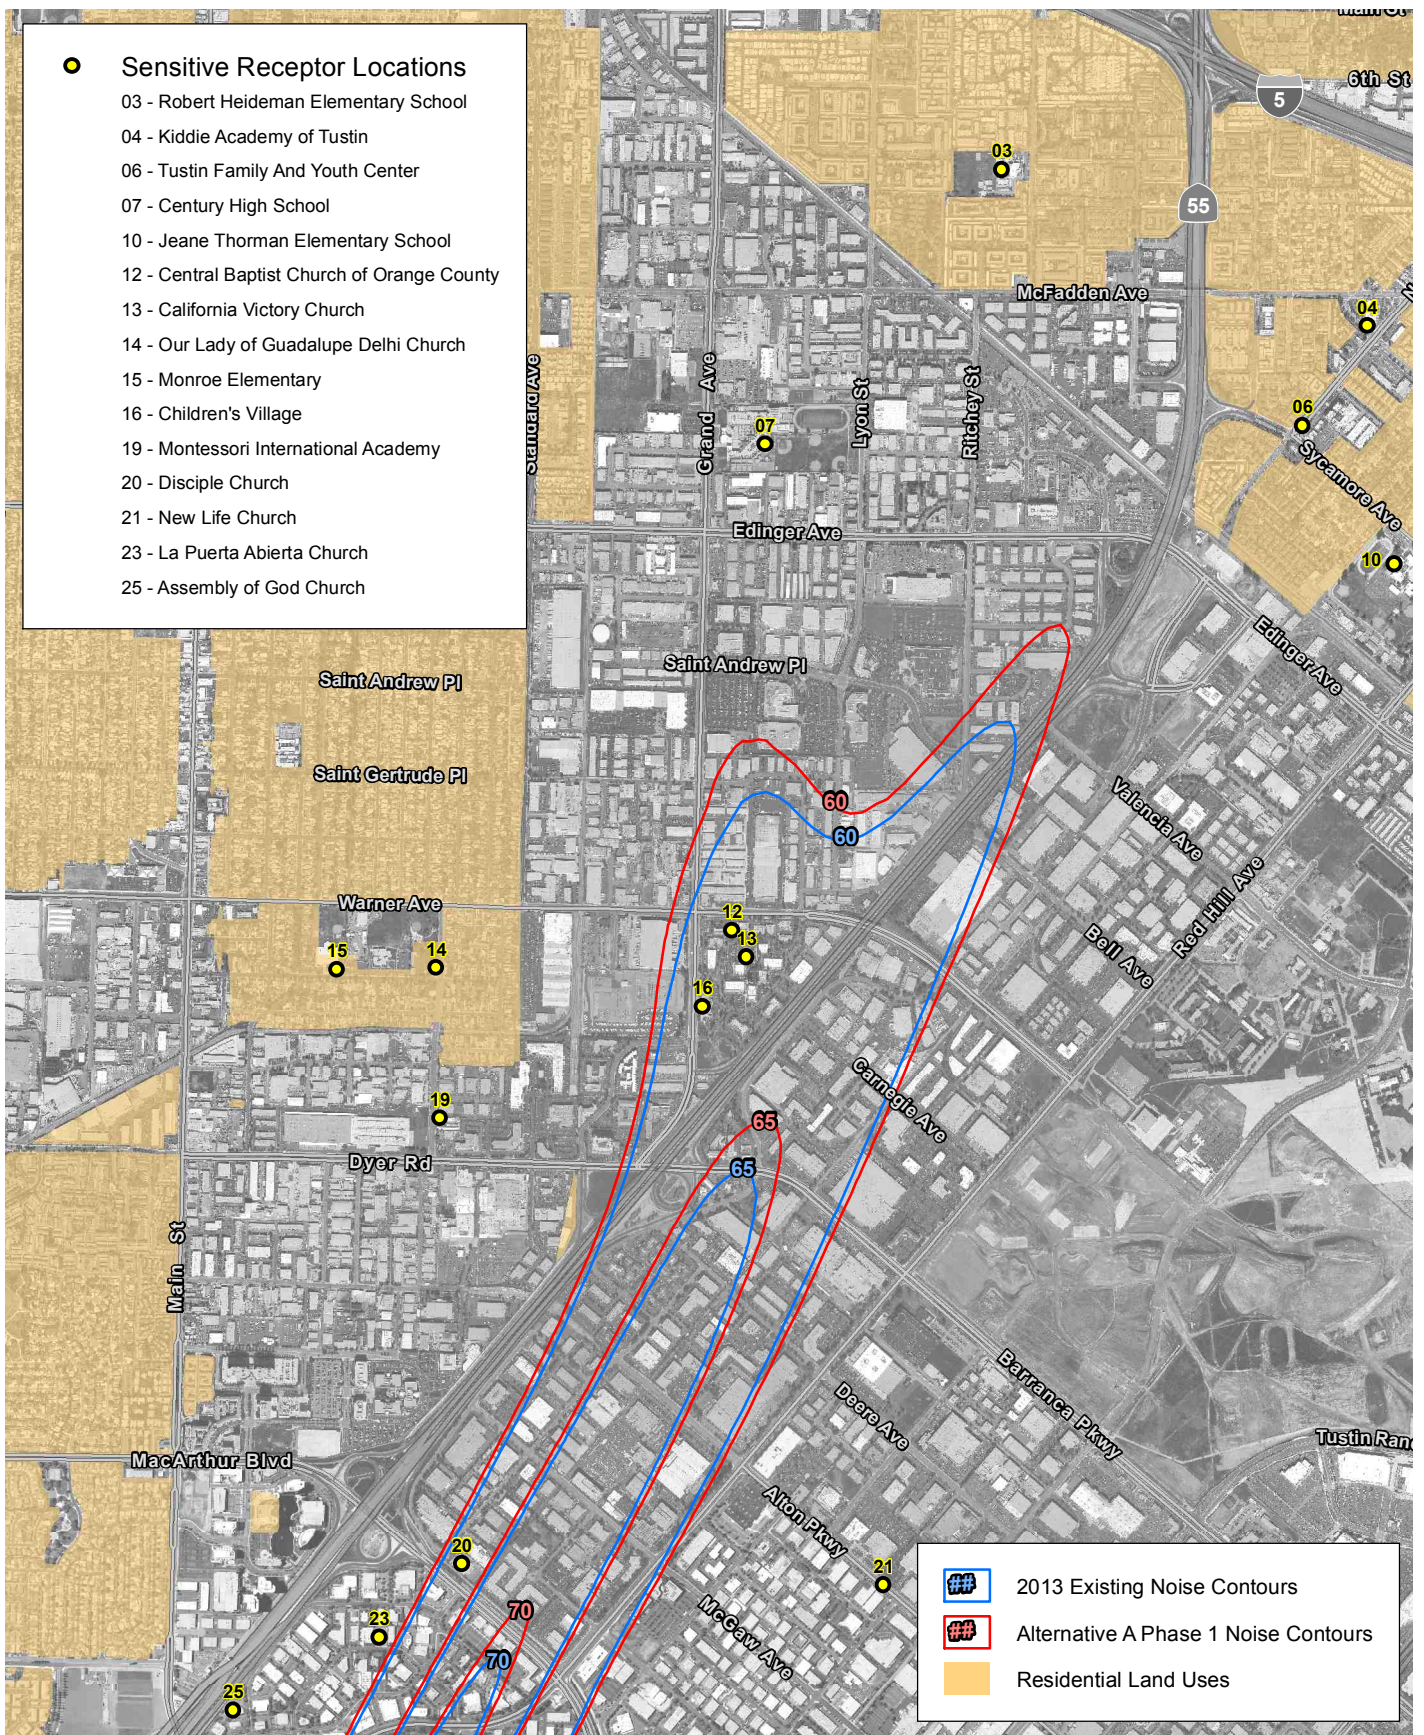 Sensitive Receptor Locations
03 - Robert Heideman Elementary School
04 - Kiddie Academy of Tustin
06 - Tustin Family And Youth Center
07 - Century High School
10 - Jeane Thorman Elementary School
12 - Central Baptist Church of Orange County
13 - California Victory Church
14 - Our Lady of Guadalupe Delhi Church
15 - Monroe Elementary
16 - Children's Village
19 - Montessori International Academy
20 - Disciple Church
21 - New Life Church
23 - La Puerta Abierta Church
25 - Assembly of God Church
Main St
6th St
5
03
55
McFadden Ave
04
Standard Ave
Grand Ave
Lyon St
Ritchey St
06
07
Sycamore Ave
Edinger Ave
10
Edinger Ave
Saint Andrew Pl
Saint Andrew Pl
Saint Gertrude Pl
60
60
Valencia Ave
Red Hill Ave
Warner Ave
12
13
Bell Ave
15
14
16
Carnegie Ave
19
65
65
Dyer Rd
Main St
Barranca Pkwy
Deere Ave
MacArthur Blvd
Tustin Ranc
Alton Pkwy
20
21
70
70
McGaw Ave
23
25
## 2013 Existing Noise Contours
## Alternative A Phase 1 Noise Contours
Residential Land Uses